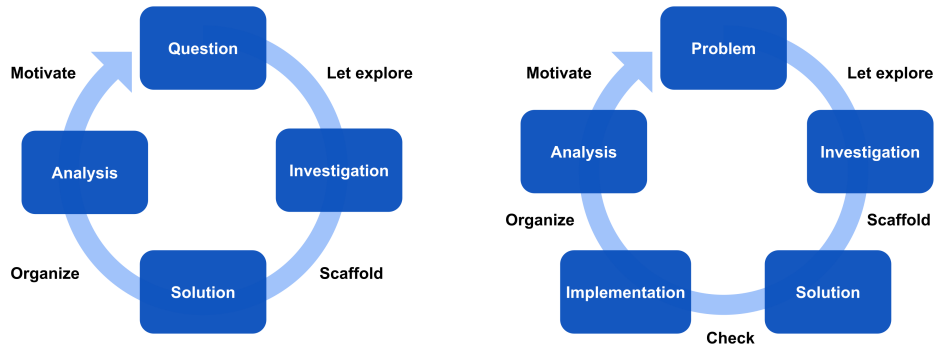 Question
Motivate
Let explore
Analysis
Investigation
Organize
Scaffold
Solution
Problem
Motivate
Let explore
Analysis
Investigation
Organize
Scaffold
Implementation
Solution
Check